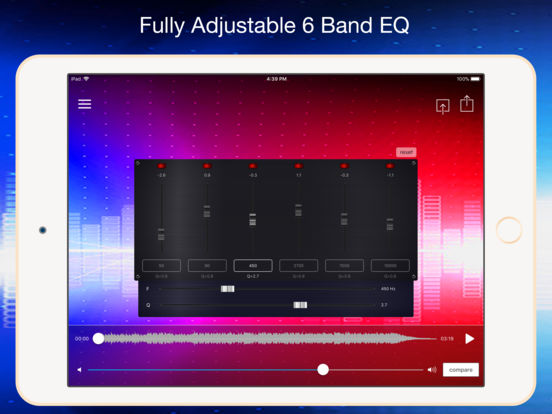 Fully Adjustable 6 Band EQ
iPad
4:39 PM
100%
reset
-2.6 0.9 -0.5 1.1 -0.3 -1.1
50 90 450 2700 7000 10000
Q=0.8 Q=0.8 Q=2.7 Q=0.8 Q=0.8 Q=0.8
F 450 Hz
Q 2.7
00:00 03:19
compare